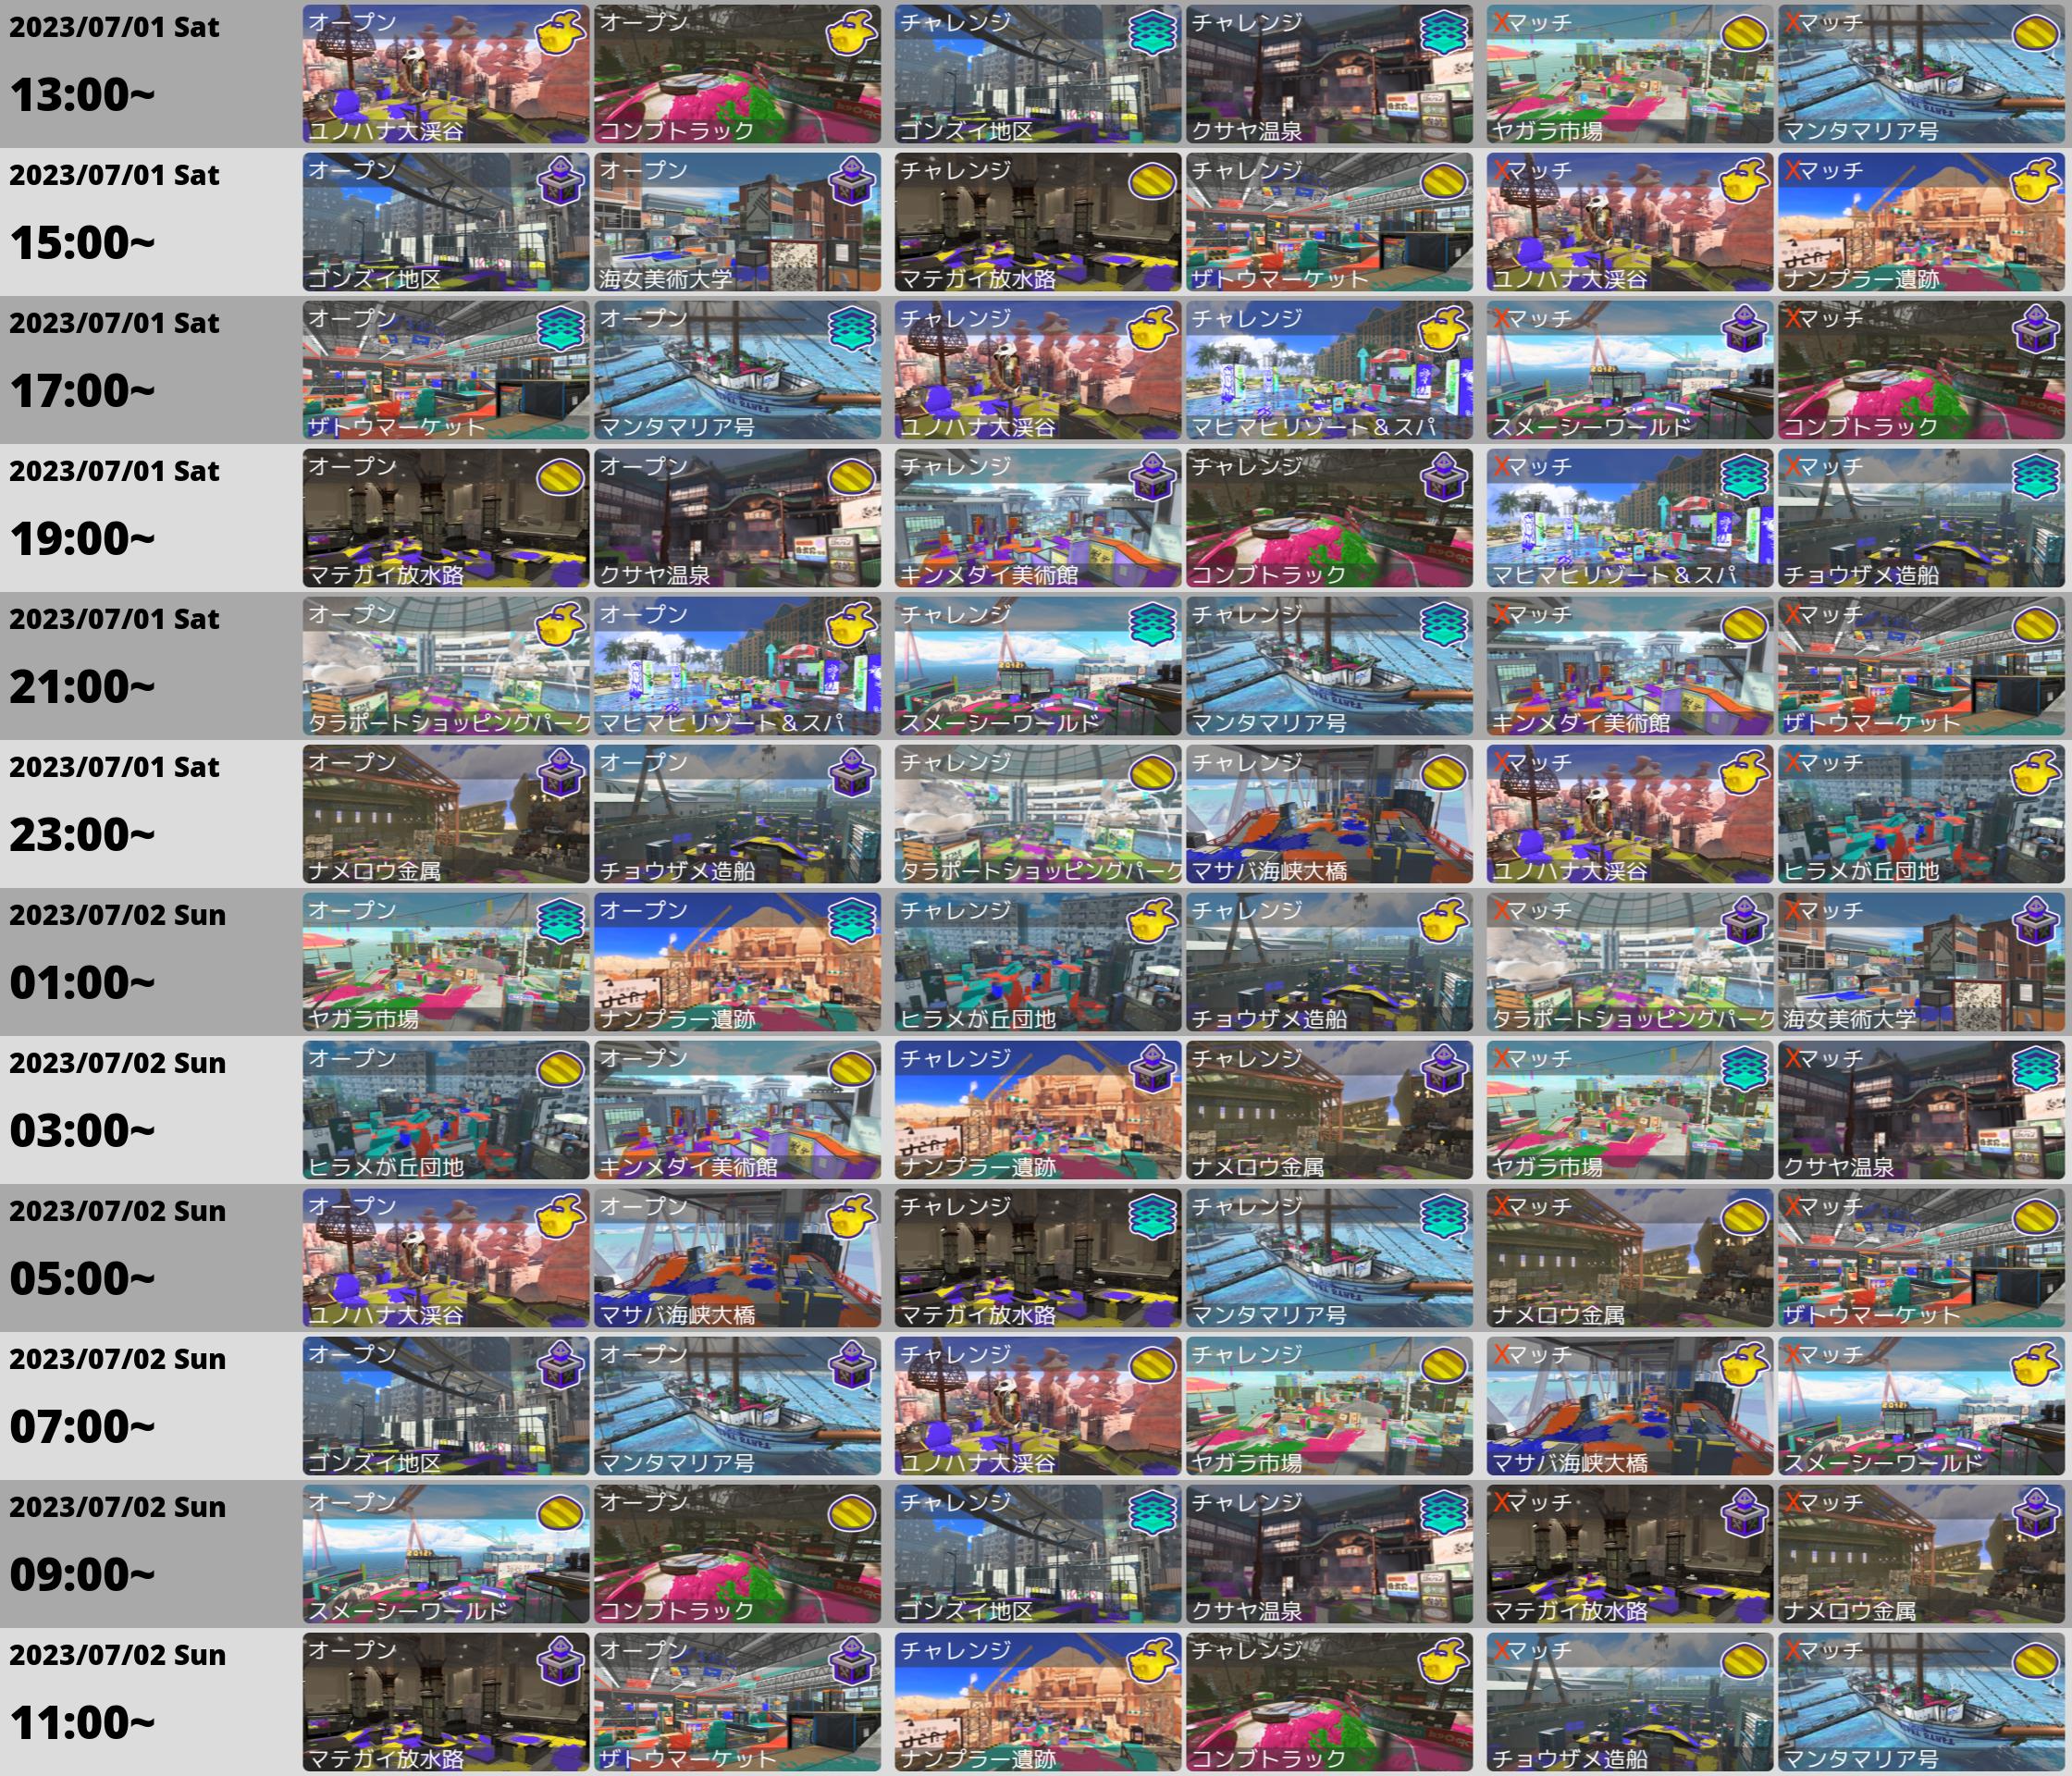 2023/07/01 Sat
13:00~
オープン
ユノハナ大渓谷
オープン
コンブトラック
チャレンジ
ゴンズイ地区
チャレンジ
クサヤ温泉
Xマッチ
ヤガラ市場
Xマッチ
マンタマリア号
2023/07/01 Sat
15:00~
オープン
ゴンズイ地区
オープン
海女美術大学
チャレンジ
マテガイ放水路
チャレンジ
ザトウマーケット
Xマッチ
ユノハナ大渓谷
Xマッチ
ナンプラー遺跡
2023/07/01 Sat
17:00~
オープン
ザトウマーケット
オープン
マンタマリア号
チャレンジ
ユノハナ大渓谷
チャレンジ
マヒマヒリゾート＆スパ
Xマッチ
スメーシーワールド
Xマッチ
コンブトラック
2023/07/01 Sat
19:00~
オープン
マテガイ放水路
オープン
クサヤ温泉
チャレンジ
キンメダイ美術館
チャレンジ
コンブトラック
Xマッチ
マヒマヒリゾート＆スパ
Xマッチ
チョウザメ造船
2023/07/01 Sat
21:00~
オープン
タラポートショッピングパーク
オープン
マヒマヒリゾート＆スパ
チャレンジ
スメーシーワールド
チャレンジ
マンタマリア号
Xマッチ
キンメダイ美術館
Xマッチ
ザトウマーケット
2023/07/01 Sat
23:00~
オープン
ナメロウ金属
オープン
チョウザメ造船
チャレンジ
タラポートショッピングパーク
チャレンジ
マサバ海峡大橋
Xマッチ
ユノハナ大渓谷
Xマッチ
ヒラメが丘団地
2023/07/02 Sun
01:00~
オープン
ヤガラ市場
オープン
ナンプラー遺跡
チャレンジ
ヒラメが丘団地
チャレンジ
チョウザメ造船
Xマッチ
タラポートショッピングパーク
Xマッチ
海女美術大学
2023/07/02 Sun
03:00~
オープン
ヒラメが丘団地
オープン
キンメダイ美術館
チャレンジ
ナンプラー遺跡
チャレンジ
ナメロウ金属
Xマッチ
ヤガラ市場
Xマッチ
クサヤ温泉
2023/07/02 Sun
05:00~
オープン
ユノハナ大渓谷
オープン
マサバ海峡大橋
チャレンジ
マテガイ放水路
チャレンジ
マンタマリア号
Xマッチ
ナメロウ金属
Xマッチ
ザトウマーケット
2023/07/02 Sun
07:00~
オープン
ゴンズイ地区
オープン
マンタマリア号
チャレンジ
ユノハナ大渓谷
チャレンジ
ヤガラ市場
Xマッチ
マサバ海峡大橋
Xマッチ
スメーシーワールド
2023/07/02 Sun
09:00~
オープン
スメーシーワールド
オープン
コンブトラック
チャレンジ
ゴンズイ地区
チャレンジ
クサヤ温泉
Xマッチ
マテガイ放水路
Xマッチ
ナメロウ金属
2023/07/02 Sun
11:00~
オープン
マテガイ放水路
オープン
ザトウマーケット
チャレンジ
ナンプラー遺跡
チャレンジ
コンブトラック
Xマッチ
チョウザメ造船
Xマッチ
マンタマリア号